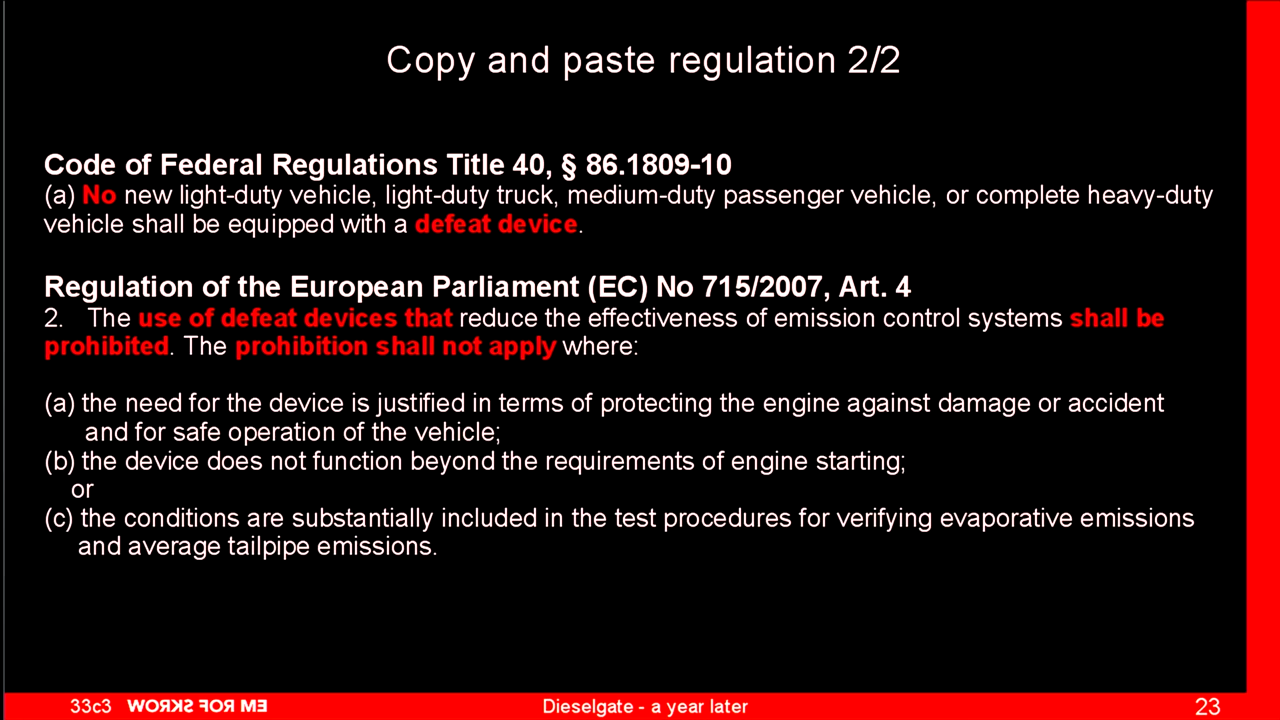 Copy and paste regulation 2/2
Code of Federal Regulations Title 40, § 86.1809-10
(a) No new light-duty vehicle, light-duty truck, medium-duty passenger vehicle, or complete heavy-duty
vehicle shall be equipped with a defeat device.
Regulation of the European Parliament (EC) No 715/2007, Art. 4
2. The use of defeat devices that reduce the effectiveness of emission control systems shall be
prohibited. The prohibition shall not apply where:
(a) the need for the device is justified in terms of protecting the engine against damage or accident
and for safe operation of the vehicle;
(b) the device does not function beyond the requirements of engine starting;
or
(c) the conditions are substantially included in the test procedures for verifying evaporative emissions
and average tailpipe emissions.
33c3 WORKS FOR ME Dieselgate - a year later 23